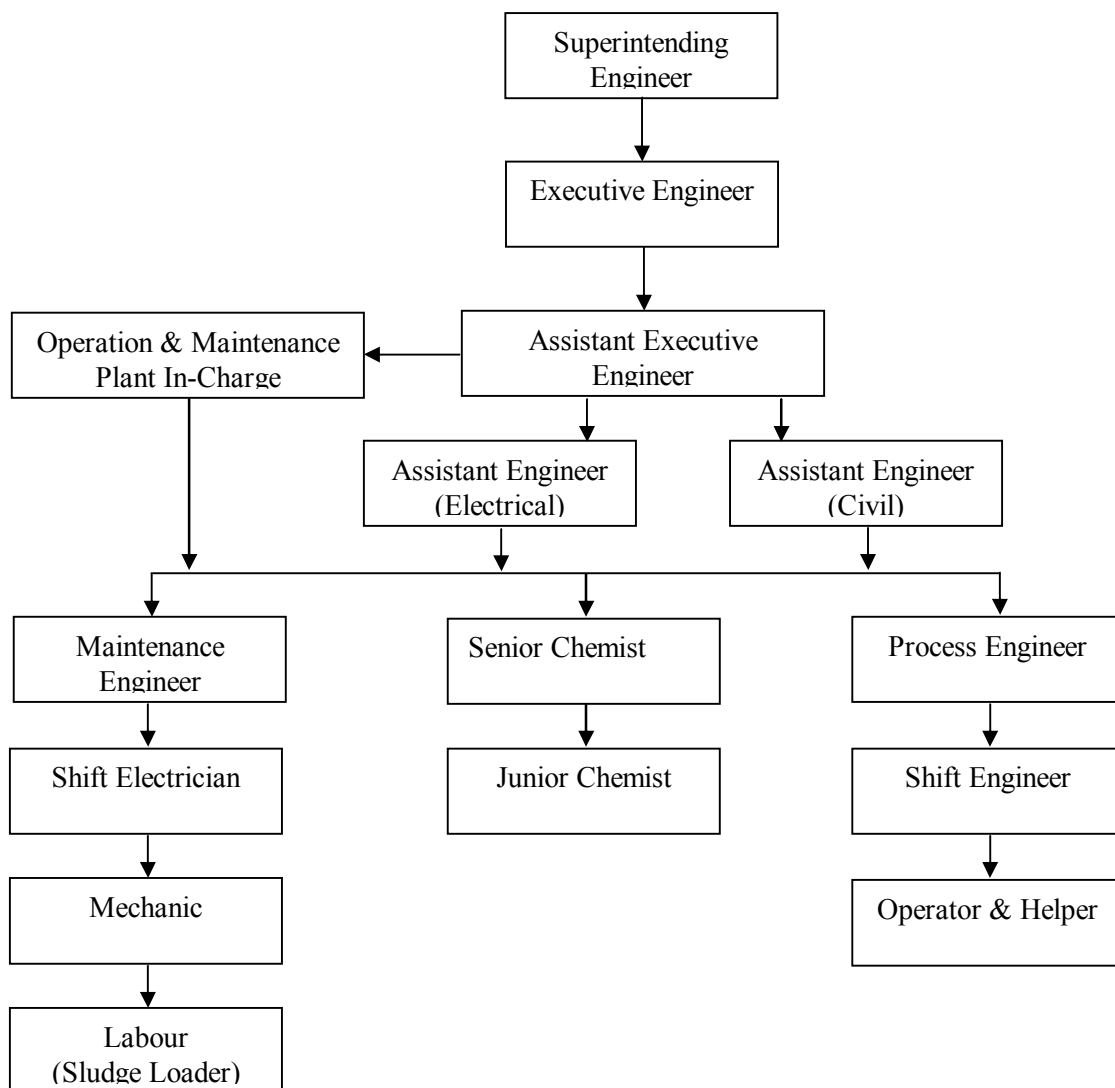 Superintending
Engineer
Executive Engineer
Operation & Maintenance
Plant In-Charge
Assistant Executive
Engineer
Assistant Engineer
(Electrical)
Assistant Engineer
(Civil)
Maintenance
Engineer
Senior Chemist
Process Engineer
Shift Electrician
Junior Chemist
Shift Engineer
Mechanic
Operator & Helper
Labour
(Sludge Loader)